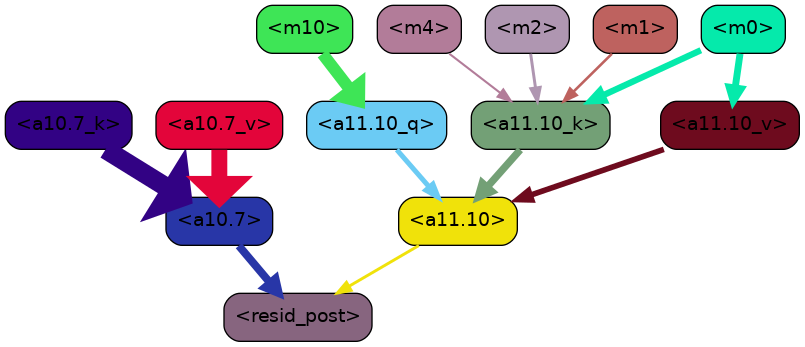 <m10>
<m4>
<m2>
<m1>
<m0>
<a10.7_k>
<a10.7_v>
<a11.10_q>
<a11.10_k>
<a11.10_v>
<a10.7>
<a11.10>
<resid_post>